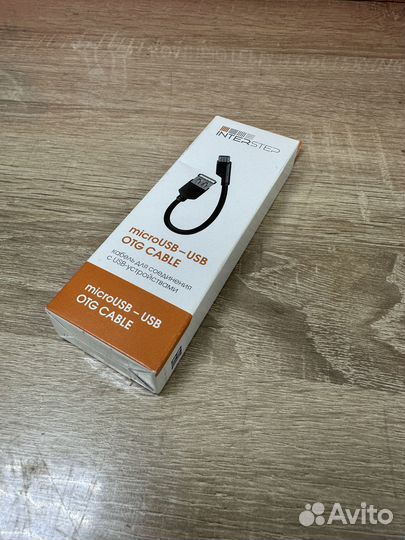 INTERSTEP
microUSB–USB
OTG CABLE
кабель для соединения
с USB-устройствами
microUSB – USB
OTG CABLE
Avito